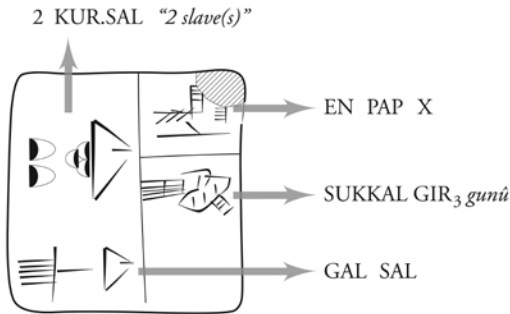 2 KUR.SAL “2 slave(s)”
EN PAP X
SUKKAL GIR₃ gunû
GAL SAL